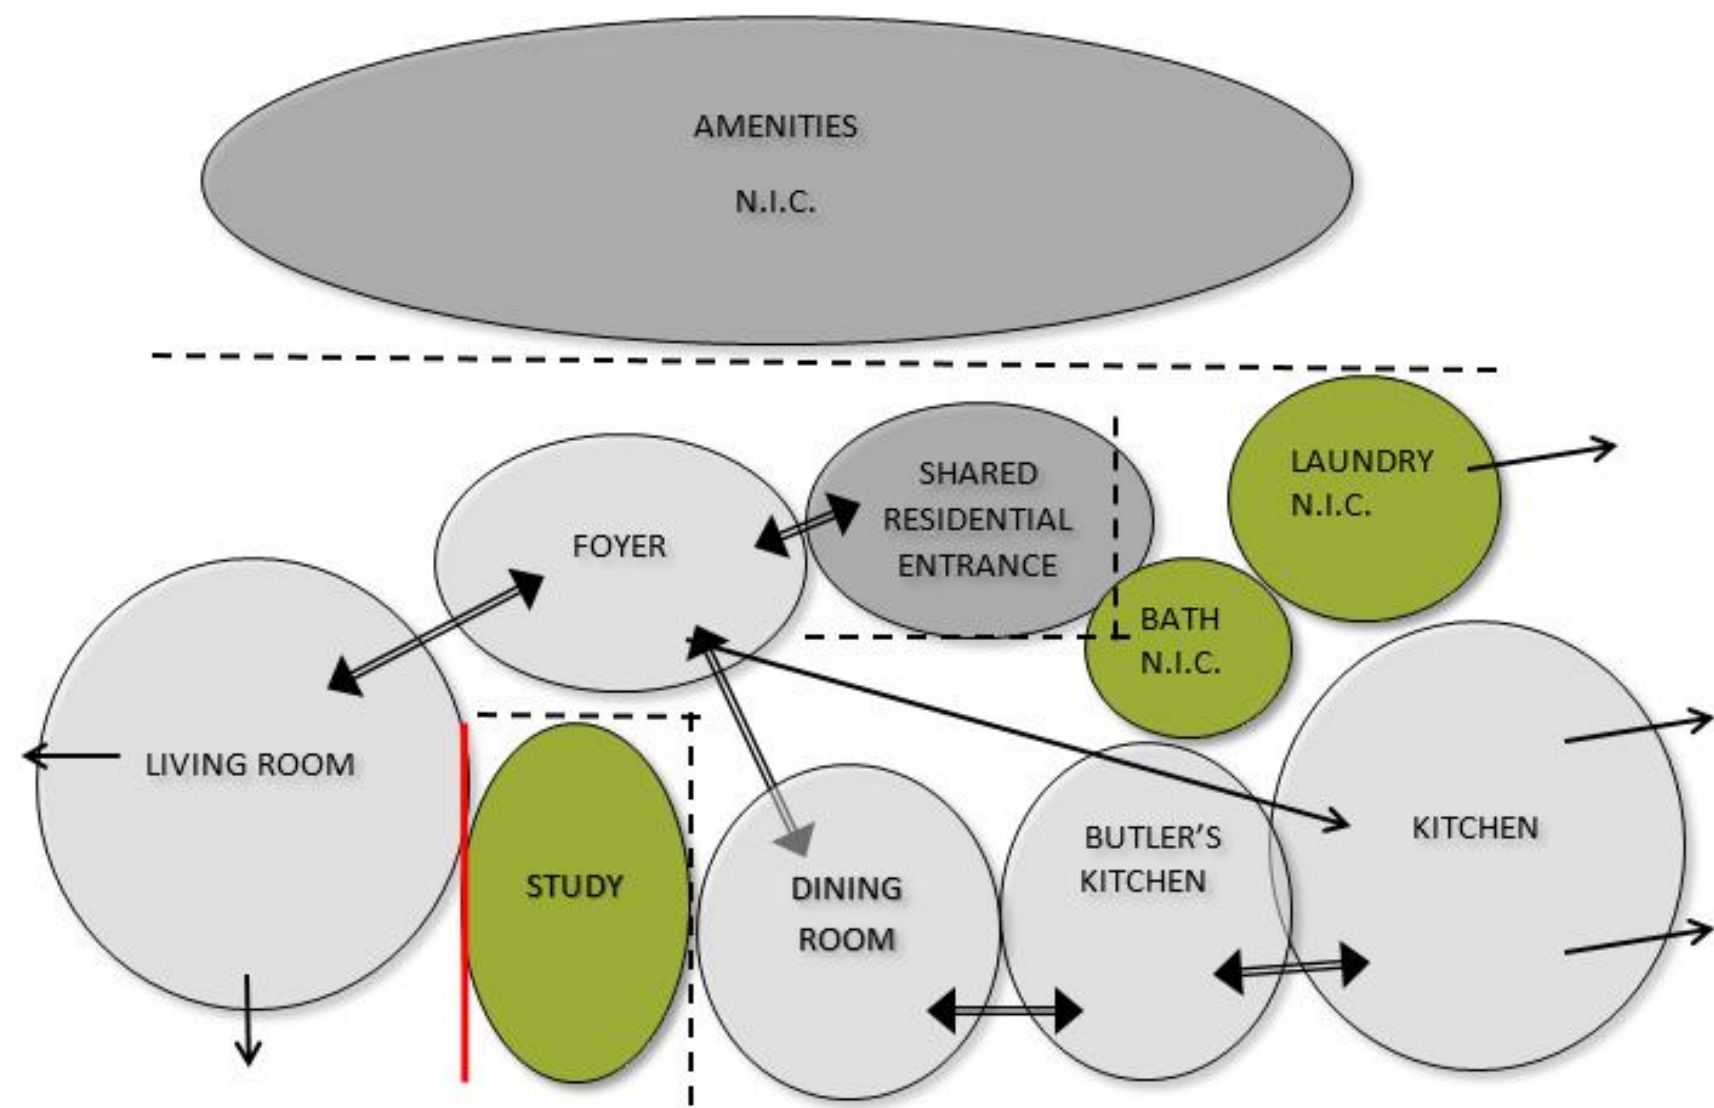 AMENITIES
N.I.C.
SHARED
RESIDENTIAL
ENTRANCE
LAUNDRY
N.I.C.
FOYER
BATH
N.I.C.
LIVING ROOM
STUDY
DINING
ROOM
BUTLER’S
KITCHEN
KITCHEN